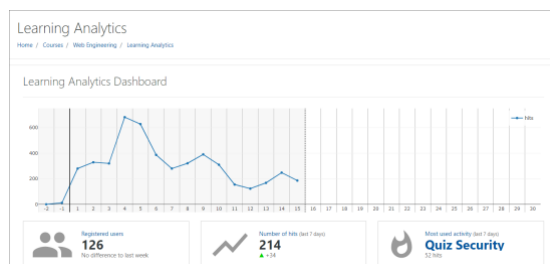 Learning Analytics
Home / Courses / Web Engineering / Learning Analytics
Learning Analytics Dashboard
hits
600
400
200
0
-2 -1 1 2 3 4 5 6 7 8 9 10 11 12 13 14 15 16 17 18 19 20 21 22 23 24 25 26 27 28 29 30
Registered users
126
No difference to last week
Number of hits (last 7 days)
214
+34
Most used activity (last 7 days)
Quiz Security
52 hits